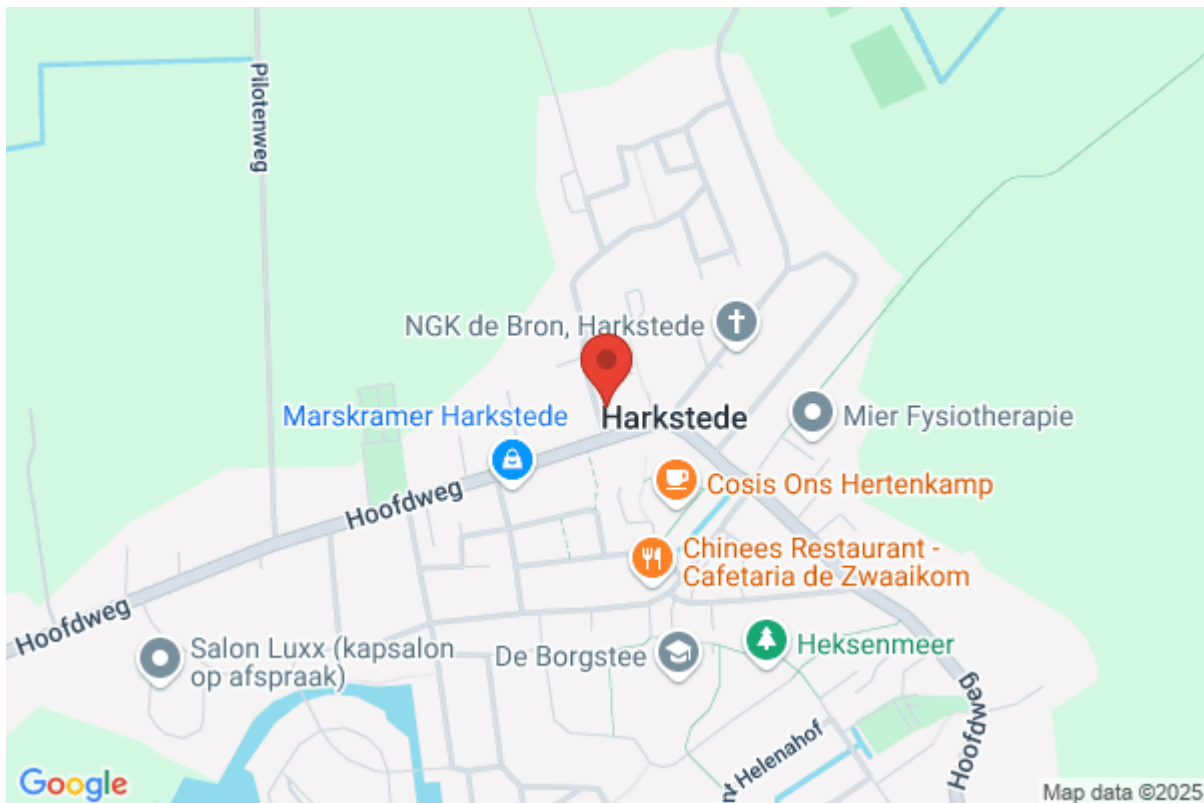 Pilotenweg
NGK de Bron, Harkstede
Harkstede
Marskramer Harkstede
Mier Fysiotherapie
Hoofdweg
Cosis Ons Hertenkamp
Chinees Restaurant -
Cafetaria de Zwaaikom
Hoofdweg
Salon Luxx (kapsalon
op afspraak)
De Borgstee
Heksenmeer
Hoofdweg
Helenahof
Google
Map data ©2025